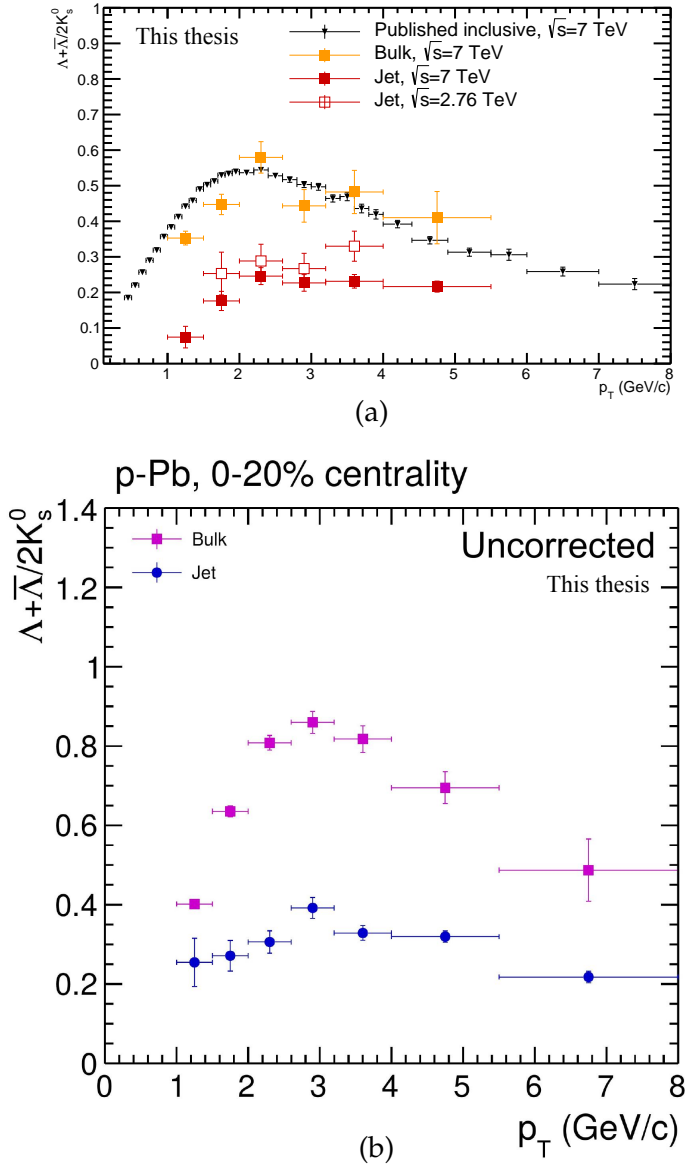 This thesis
Published inclusive, √s=7 TeV
Bulk, √s=7 TeV
Jet, √s=7 TeV
Jet, √s=2.76 TeV
Λ+Λ̅/2K⁰ₛ
1
0.9
0.8
0.7
0.6
0.5
0.4
0.3
0.2
0.1
0
1 2 3 4 5 6 7 8
p_T (GeV/c)
(a)
p-Pb, 0-20% centrality
Λ+Λ̅/2K⁰ₛ
Bulk
Jet
Uncorrected
This thesis
1.4
1.2
1
0.8
0.6
0.4
0.2
0
0 1 2 3 4 5 6 7 8
p_T (GeV/c)
(b)